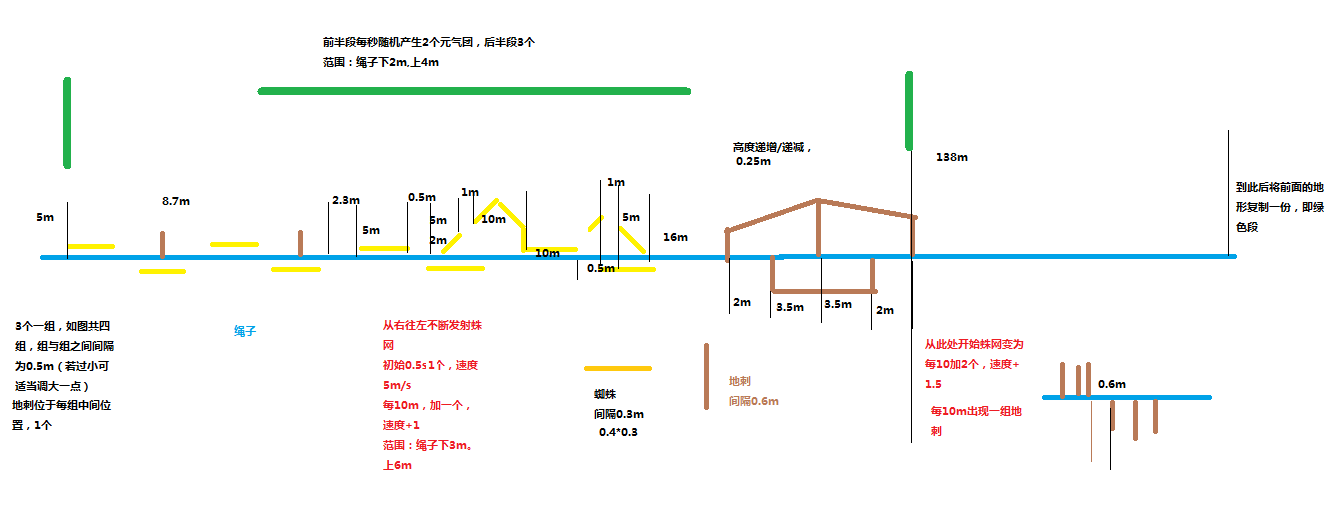 前半段每秒随机产生2个元气团，后半段3个
范围：绳子下2m,上4m
高度递增/递减，
0.25m
138m
到此后将前面的地
形复制一份，即绿
色段
5m
8.7m
2.3m
5m
0.5m
5m
2m
1m
10m
10m
0.5m
1m
5m
16m
2m
3.5m
3.5m
2m
3个一组，如图共四
组，组与组之间间隔
为0.5m（若过小可
适当调大一点）
地刺位于每组中间位
置，1个
绳子
从右往左不断发射蛛
网
初始0.5s1个，速度
5m/s
每10m，加一个，
速度+1
范围：绳子下3m。
上6m
蜘蛛
间隔0.3m
0.4*0.3
地刺
间隔0.6m
从此处开始蛛网变为
每10加2个，速度+
1.5
每10m出现一组地
刺
0.6m